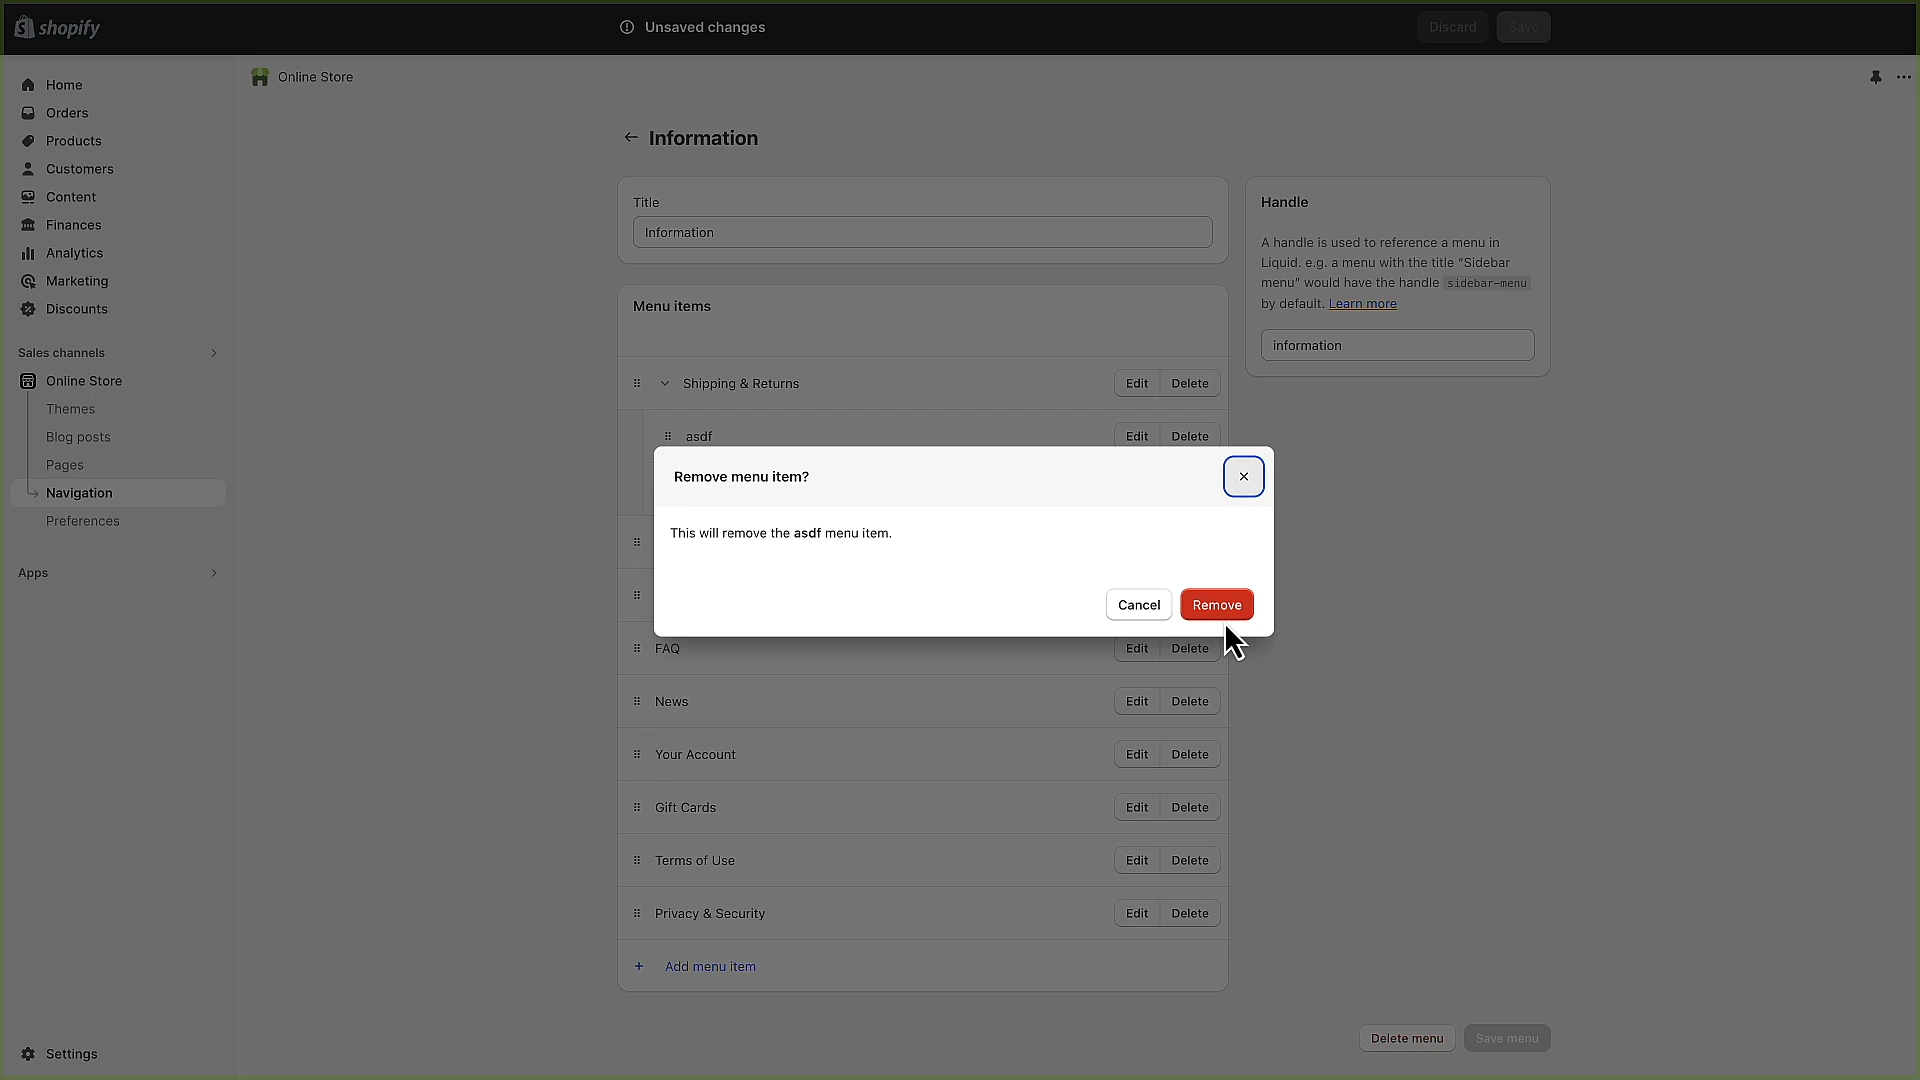 shopify
Unsaved changes
Discard
Save
Home
Orders
Products
Customers
Content
Finances
Analytics
Marketing
Discounts
Sales channels
Online Store
Themes
Blog posts
Pages
Navigation
Preferences
Apps
Settings
Online Store
Information
Title
Information
Menu items
Shipping & Returns
Edit
Delete
asdf
Edit
Delete
Remove menu item?
This will remove the asdf menu item.
Cancel
Remove
FAQ
Edit
Delete
News
Edit
Delete
Your Account
Edit
Delete
Gift Cards
Edit
Delete
Terms of Use
Edit
Delete
Privacy & Security
Edit
Delete
Add menu item
Handle
A handle is used to reference a menu in
Liquid. e.g. a menu with the title “Sidebar
menu” would have the handle sidebar-menu
by default. Learn more
information
Delete menu
Save menu